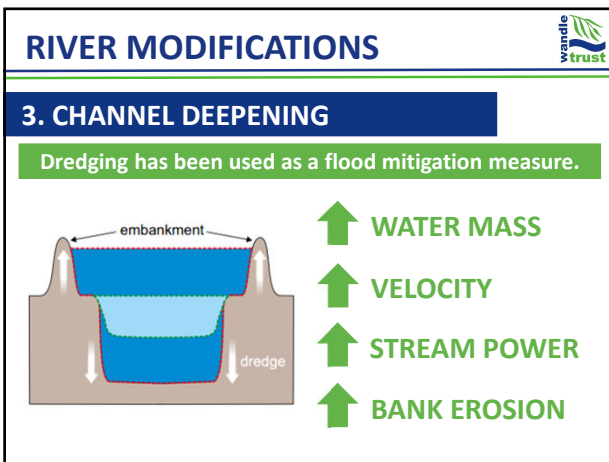 RIVER MODIFICATIONS
wandle
trust
3. CHANNEL DEEPENING
Dredging has been used as a flood mitigation measure.
embankment
dredge
WATER MASS
VELOCITY
STREAM POWER
BANK EROSION